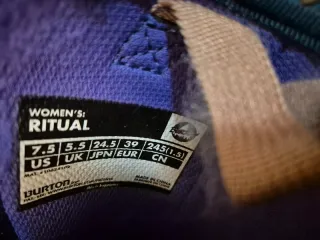 WOMEN'S:
RITUAL
7.5 5.5 24.5 39 245(1.5)
US UK JPN EUR CN
BURTON